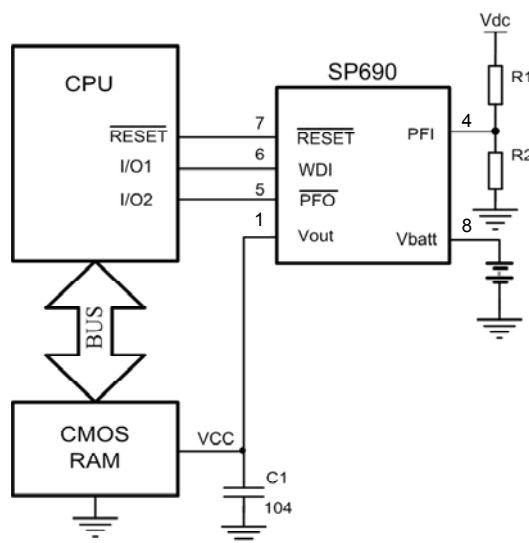 Vdc
SP690
CPU
R1
7
4
RESET
RESET
PFI
6
I/O1
WDI
R2
5
I/O2
PFO
1
8
Vout
Vbatt
BUS
CMOS
RAM
VCC
C1
104